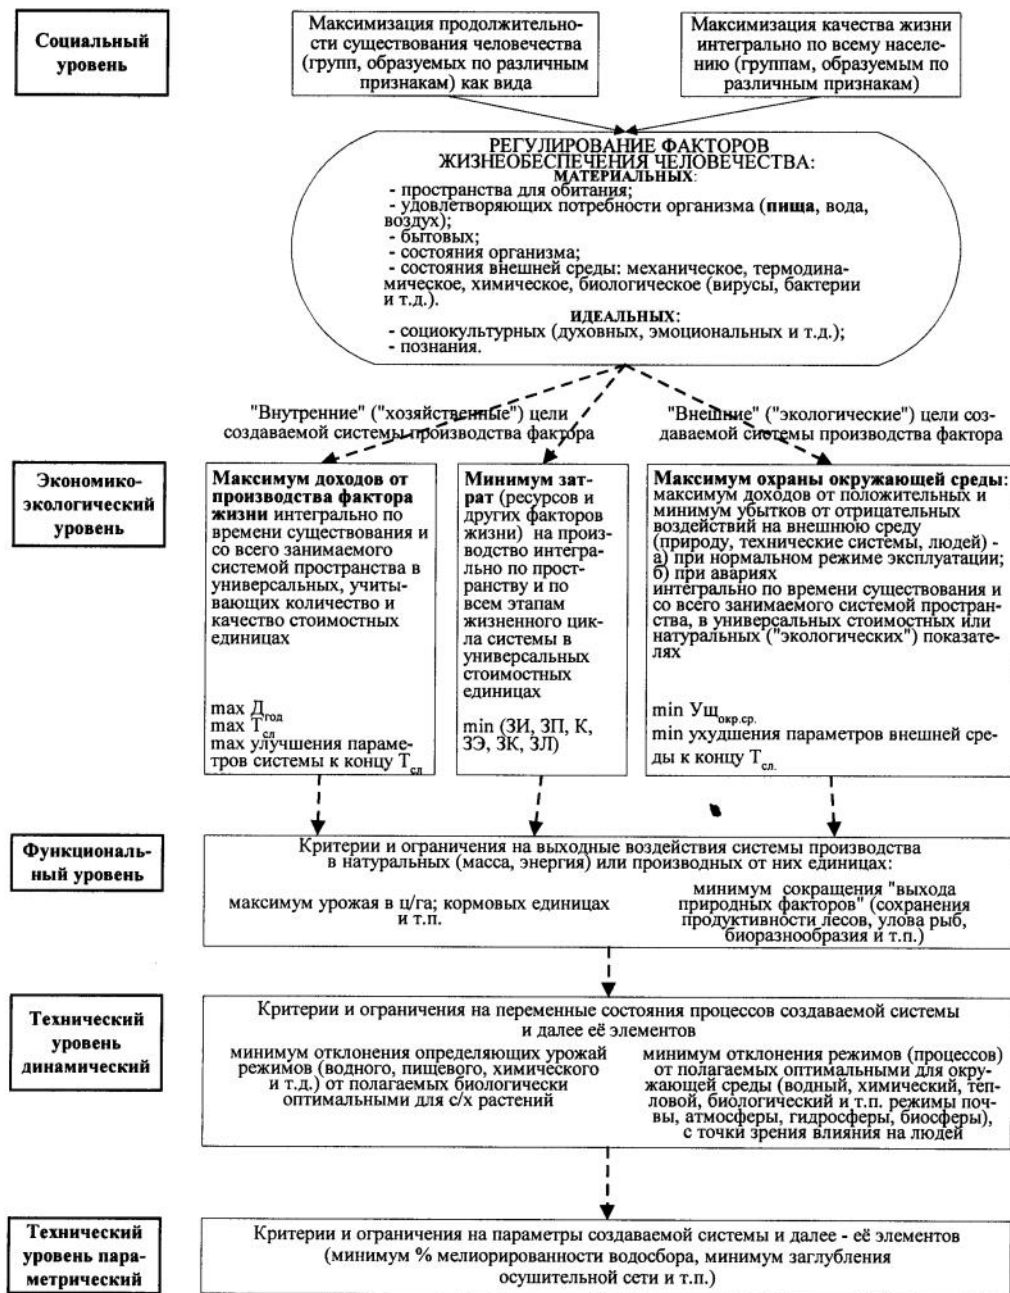 Социальный
уровень
Максимизация продолжительно-
сти существования человечества
(групп, образуемых по различным
признакам) как вида
Максимизация качества жизни
интегрально по всему населе-
нию (группам, образуемым по
различным признакам)
РЕГУЛИРОВАНИЕ ФАКТОРОВ
ЖИЗНЕОБЕСПЕЧЕНИЯ ЧЕЛОВЕЧЕСТВА:
МАТЕРИАЛЬНЫХ:
- пространства для обитания;
- удовлетворяющих потребности организма (пища, вода,
воздух);
- бытовых;
- состояния организма;
- состояния внешней среды: механическое, термодина-
мическое, химическое, биологическое (вирусы, бактерии
и т.д.).
ИДЕАЛЬНЫХ:
- социокультурных (духовных, эмоциональных и т.д.);
- познания.
"Внутренние" ("хозяйственные") цели
создаваемой системы производства фактора
"Внешние" ("экологические") цели соз-
даваемой системы производства фактора
Экономико-
экологический
уровень
Максимум доходов от
производства фактора
жизни интегрально по
времени существования и
со всего занимаемого
системой пространства в
универсальных, учиты-
вающих количество и
качество стоимостных
единицах
max Дгод
max Тсл
max улучшения параме-
тров системы к концу Тсл
Минимум зат-
рат (ресурсов и
других факторов
жизни) на произ-
водство интегра-
льно по прост-
ранству и по
всем этапам
жизненного цик-
ла системы в
универсальных
стоимостных
единицах
min (ЗИ, ЗП, К,
ЗЭ, ЗК, ЗЛ)
Максимум охраны окружающей среды:
максимум доходов от положительных и
минимум убытков от отрицательных
воздействий на внешнюю среду
(природу, технические системы, людей) -
а) при нормальном режиме эксплуатации;
б) при авариях
интегрально по времени существования и
со всего занимаемого системой простран-
ства, в универсальных стоимостных или
натуральных ("экологических") показате-
лях
min Ущокр.ср.
min ухудшения параметров внешней сре-
ды к концу Тсл.
Функциональ-
ный уровень
Критерии и ограничения на выходные воздействия системы производства
в натуральных (масса, энергия) или производных от них единицах:
максимум урожая в ц/га; кормовых единицах
и т.п.
минимум сокращения "выхода
природных факторов" (сохранения
продуктивности лесов, улова рыб,
биоразнообразия и т.п.)
Технический
уровень
динамический
Критерии и ограничения на переменные состояния процессов создаваемой системы
и далее её элементов
минимум отклонения определяющих урожай
режимов (водного, пищевого, химического
и т.д.) от полагаемых биологически
оптимальными для с/х растений
минимум отклонения режимов (процессов)
от полагаемых оптимальными для окру-
жающей среды (водный, химический, теп-
ловой, биологический и т.п. режимы поч-
вы, атмосферы, гидросферы, биосферы),
с точки зрения влияния на людей
Технический
уровень пара-
метрический
Критерии и ограничения на параметры создаваемой системы и далее - её элементов
(минимум % мелиорированности водосбора, минимум заглубления
осушительной сети и т.п.)